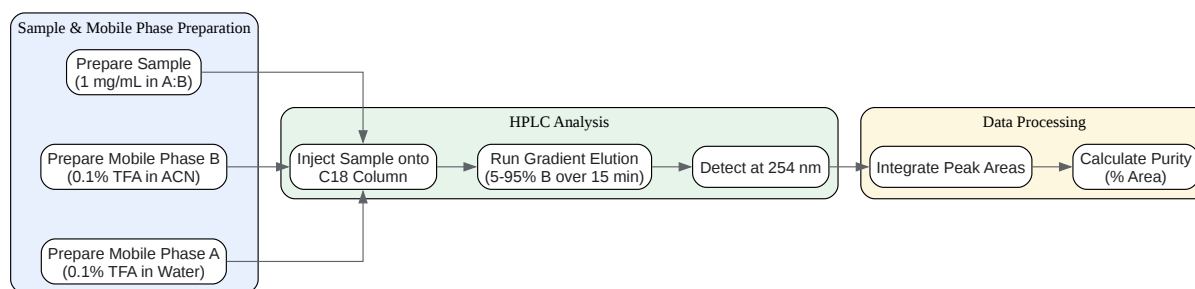 Sample & Mobile Phase Preparation
Prepare Sample
(1 mg/mL in A:B)
Prepare Mobile Phase B
(0.1% TFA in ACN)
Prepare Mobile Phase A
(0.1% TFA in Water)
HPLC Analysis
Inject Sample onto
C18 Column
Run Gradient Elution
(5-95% B over 15 min)
Detect at 254 nm
Data Processing
Integrate Peak Areas
Calculate Purity
(% Area)